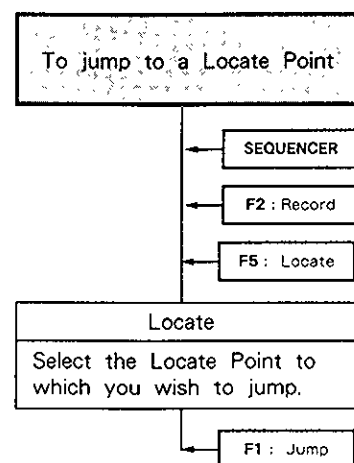 To jump to a Locate Point
SEQUENCER
F2 : Record
F5 : Locate
Locate
Select the Locate Point to
which you wish to jump.
F1 : Jump